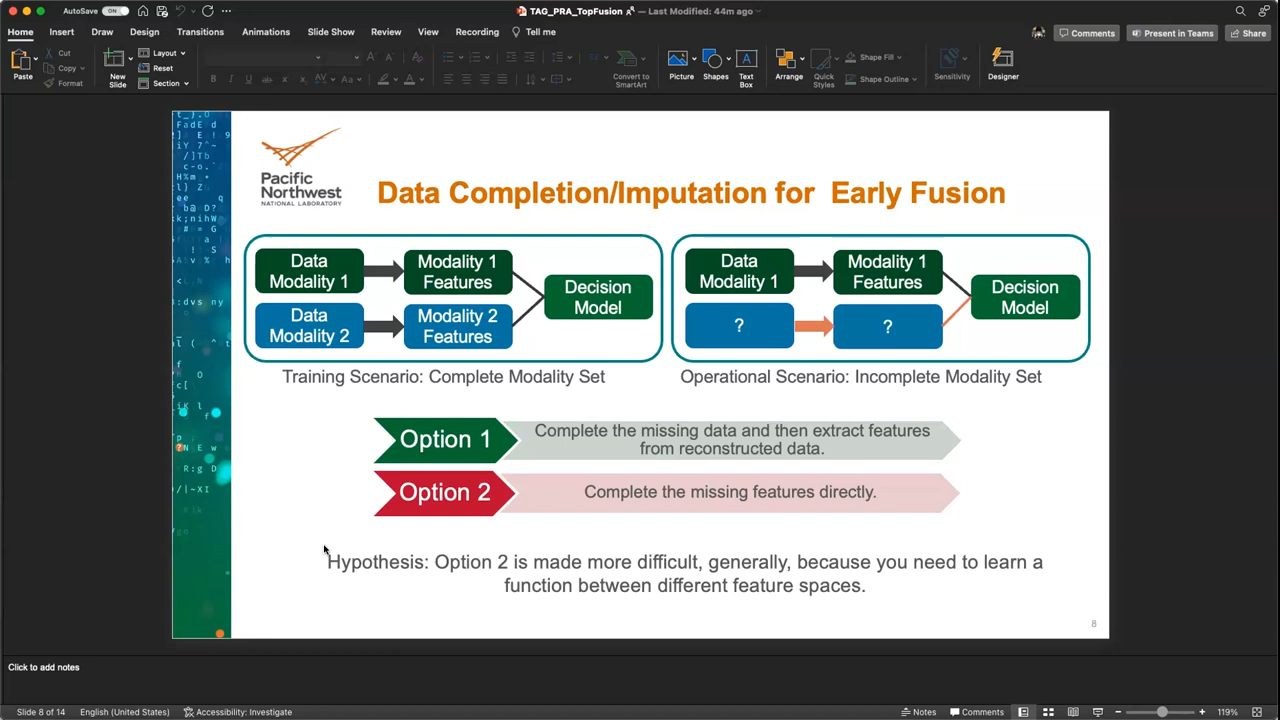 AutoSave ON
TAG_PRA_TopFusion — Last Modified: 44m ago
Home Insert Draw Design Transitions Animations Slide Show Review View Recording Tell me
Comments Present in Teams Share
Paste
Cut
Copy
Format
New Slide
Layout
Reset
Section
Convert to SmartArt
Picture
Shapes
Text Box
Arrange
Quick Styles
Shape Fill
Shape Outline
Sensitivity
Designer
Pacific
Northwest
NATIONAL LABORATORY
Data Completion/Imputation for Early Fusion
Data
Modality 1
Modality 1
Features
Data
Modality 2
Modality 2
Features
Decision
Model
Training Scenario: Complete Modality Set
Data
Modality 1
Modality 1
Features
?
?
Decision
Model
Operational Scenario: Incomplete Modality Set
Option 1
Complete the missing data and then extract features
from reconstructed data.
Option 2
Complete the missing features directly.
Hypothesis: Option 2 is made more difficult, generally, because you need to learn a
function between different feature spaces.
8
Click to add notes
Slide 8 of 14 English (United States) Accessibility: Investigate
Notes Comments 119%